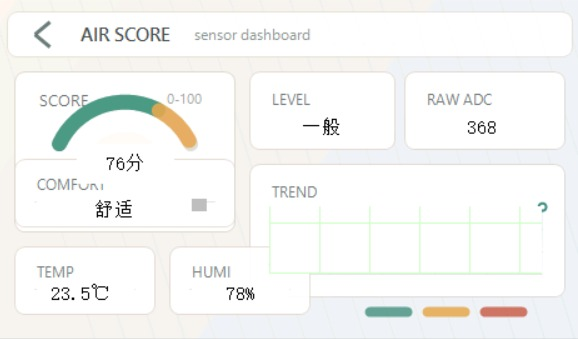 AIR SCORE sensor dashboard
SCORE 0-100
76分
COMFORT
舒适
LEVEL
一般
RAW ADC
368
TREND
TEMP
23.5℃
HUMI
78%